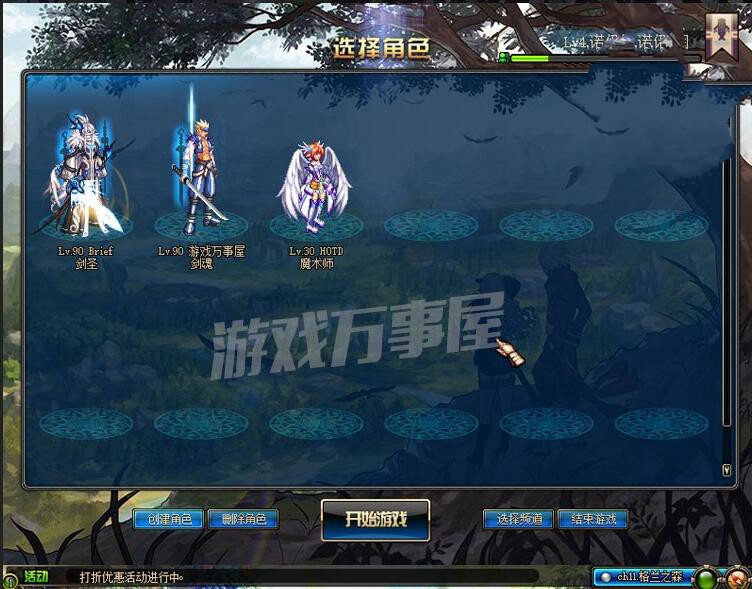 选择角色
Lv4.诺伊
Lv.90 Brief
剑圣
Lv.90 游戏万事屋
剑魂
Lv.30 HOTD
魔术师
游戏万事屋
创建角色
删除角色
开始游戏
选择频道
结束游戏
活动
打折优惠活动进行中。
ch11.格兰之森